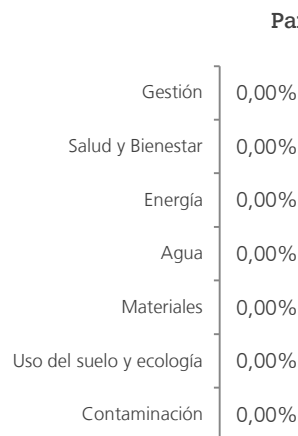 Gestión 0,00%
Salud y Bienestar 0,00%
Energía 0,00%
Agua 0,00%
Materiales 0,00%
Uso del suelo y ecología 0,00%
Contaminación 0,00%